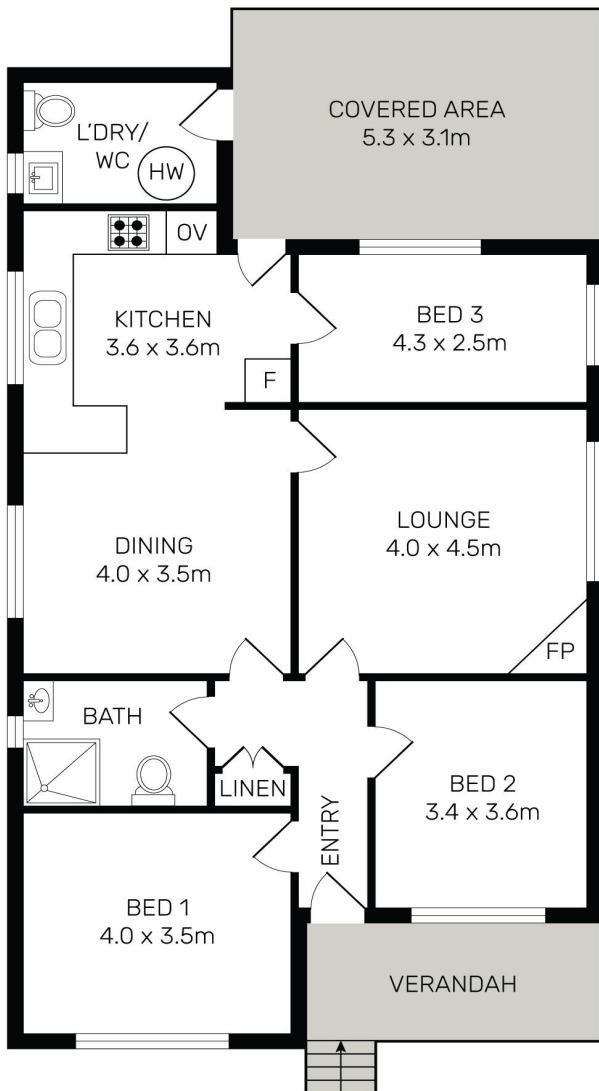 COVERED AREA
5.3 x 3.1m
L'DRY/
WC
HW
OV
KITCHEN
3.6 x 3.6m
F
BED 3
4.3 x 2.5m
DINING
4.0 x 3.5m
LOUNGE
4.0 x 4.5m
FP
BATH
LINEN
ENTRY
BED 2
3.4 x 3.6m
BED 1
4.0 x 3.5m
VERANDAH